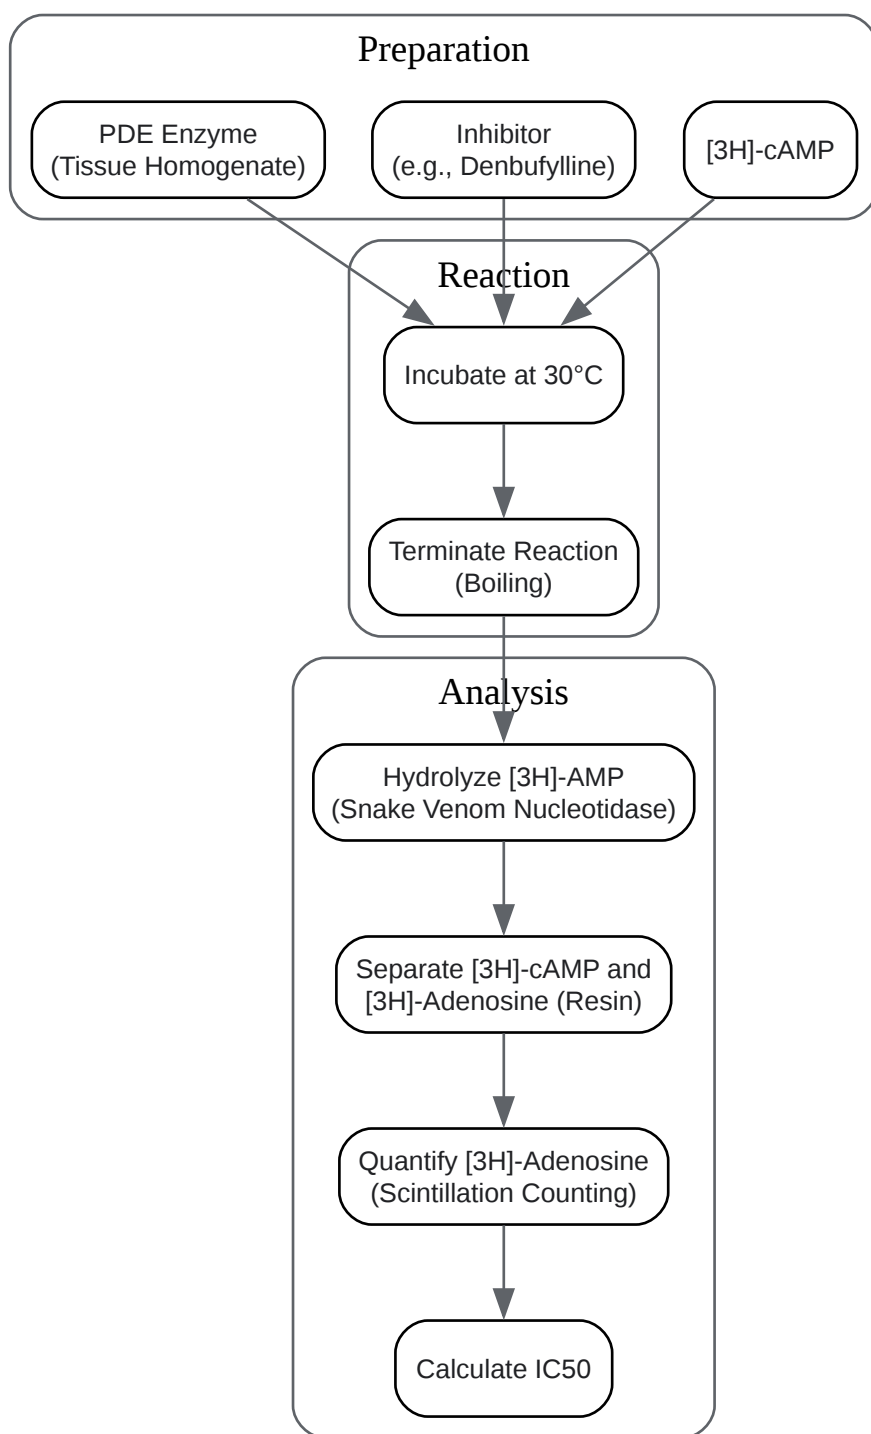 Preparation
PDE Enzyme
(Tissue Homogenate)
Inhibitor
(e.g., Denbufylline)
[3H]-cAMP
Reaction
Incubate at 30°C
Terminate Reaction
(Boiling)
Analysis
Hydrolyze [3H]-AMP
(Snake Venom Nucleotidase)
Separate [3H]-cAMP and
[3H]-Adenosine (Resin)
Quantify [3H]-Adenosine
(Scintillation Counting)
Calculate IC50